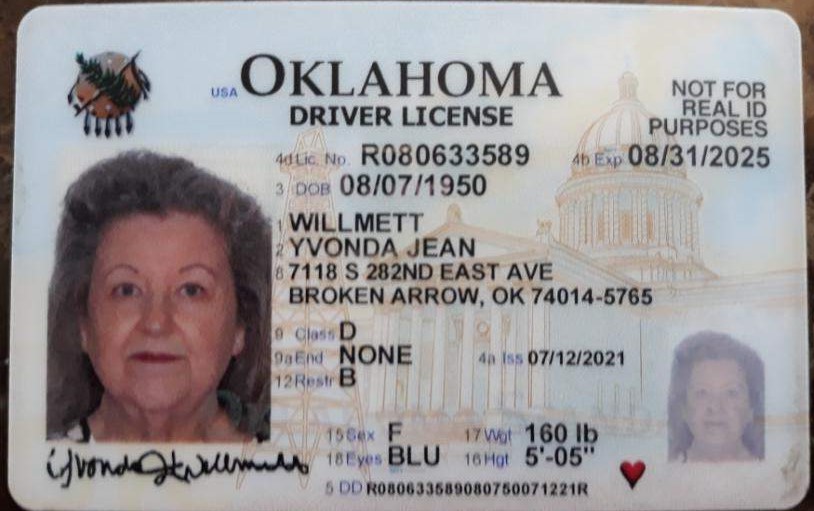 USA OKLAHOMA
DRIVER LICENSE
NOT FOR
REAL ID
PURPOSES
4d Lic. No. R080633589 4b Exp 08/31/2025
3 DOB 08/07/1950
1 WILLMETT
2 YVONDA JEAN
8 7118 S 282ND EAST AVE
BROKEN ARROW, OK 74014-5765
9 Class D
9a End NONE 4a Iss 07/12/2021
12 Restr B
15 Sex F 17 Wgt 160 lb
18 Eyes BLU 16 Hgt 5'-05"
5 DD R080633589080750071221R